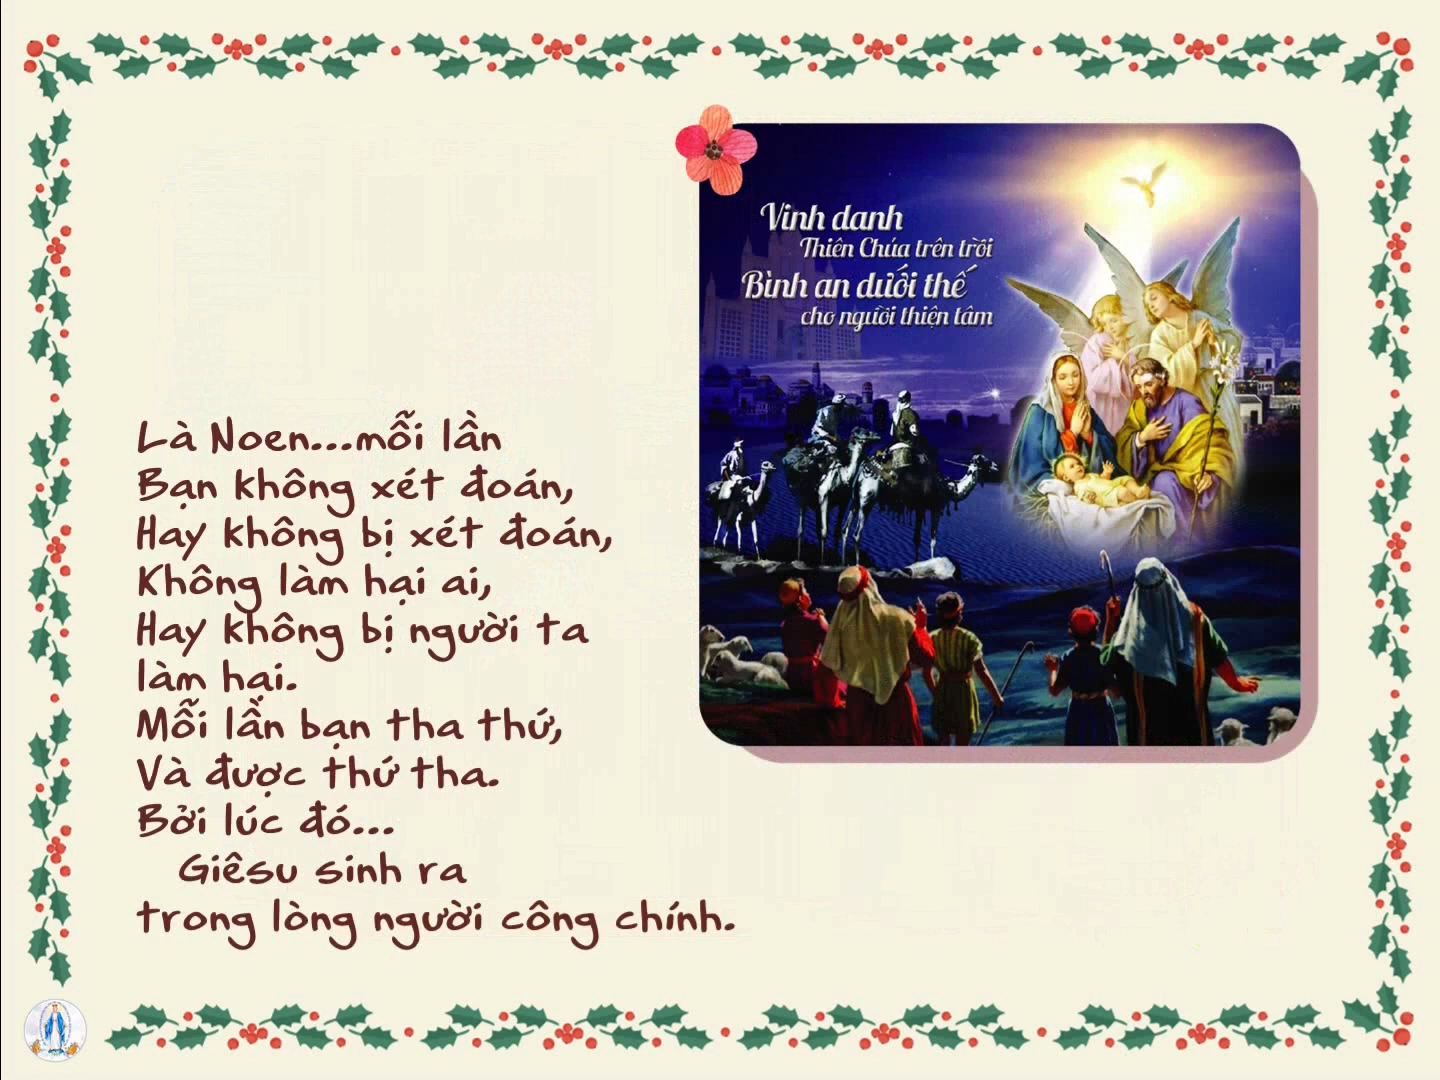 Là Noen...mỗi lần
Bạn không xét đoán,
Hay không bị xét đoán,
Không làm hại ai,
Hay không bị người ta
làm hại.
Mỗi lần bạn tha thứ,
Và được thứ tha.
Bởi lúc đó...
Giêsu sinh ra
trong lòng người công chính.
Vinh danh
Thiên Chúa trên trời
Bình an dưới thế
cho người thiện tâm